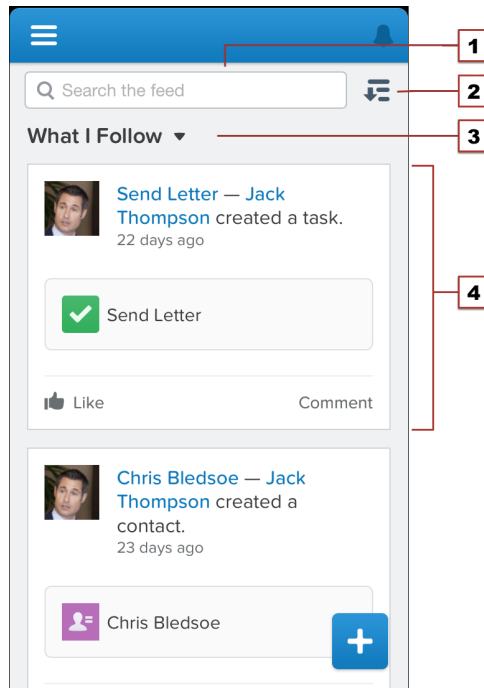 1
Search the feed
2
What I Follow
3
Send Letter — Jack
Thompson created a task.
22 days ago
4
Send Letter
Like Comment
Chris Bledsoe — Jack
Thompson created a
contact.
23 days ago
Chris Bledsoe